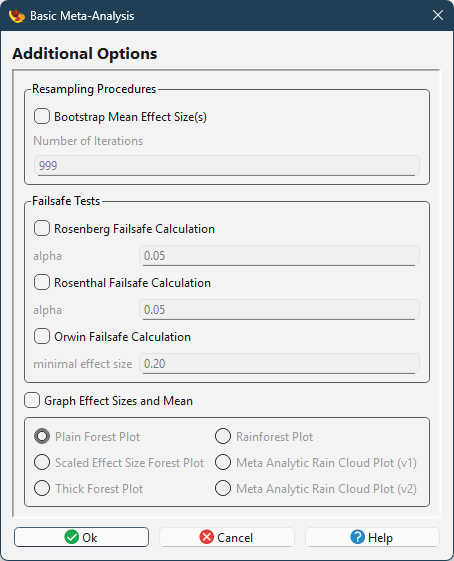 Basic Meta-Analysis
Additional Options
Resampling Procedures
Bootstrap Mean Effect Size(s)
Number of Iterations
999
Failsafe Tests
Rosenberg Failsafe Calculation
alpha 0.05
Rosenthal Failsafe Calculation
alpha 0.05
Orwin Failsafe Calculation
minimal effect size 0.20
Graph Effect Sizes and Mean
Plain Forest Plot Rainforest Plot
Scaled Effect Size Forest Plot Meta Analytic Rain Cloud Plot (v1)
Thick Forest Plot Meta Analytic Rain Cloud Plot (v2)
Ok Cancel Help